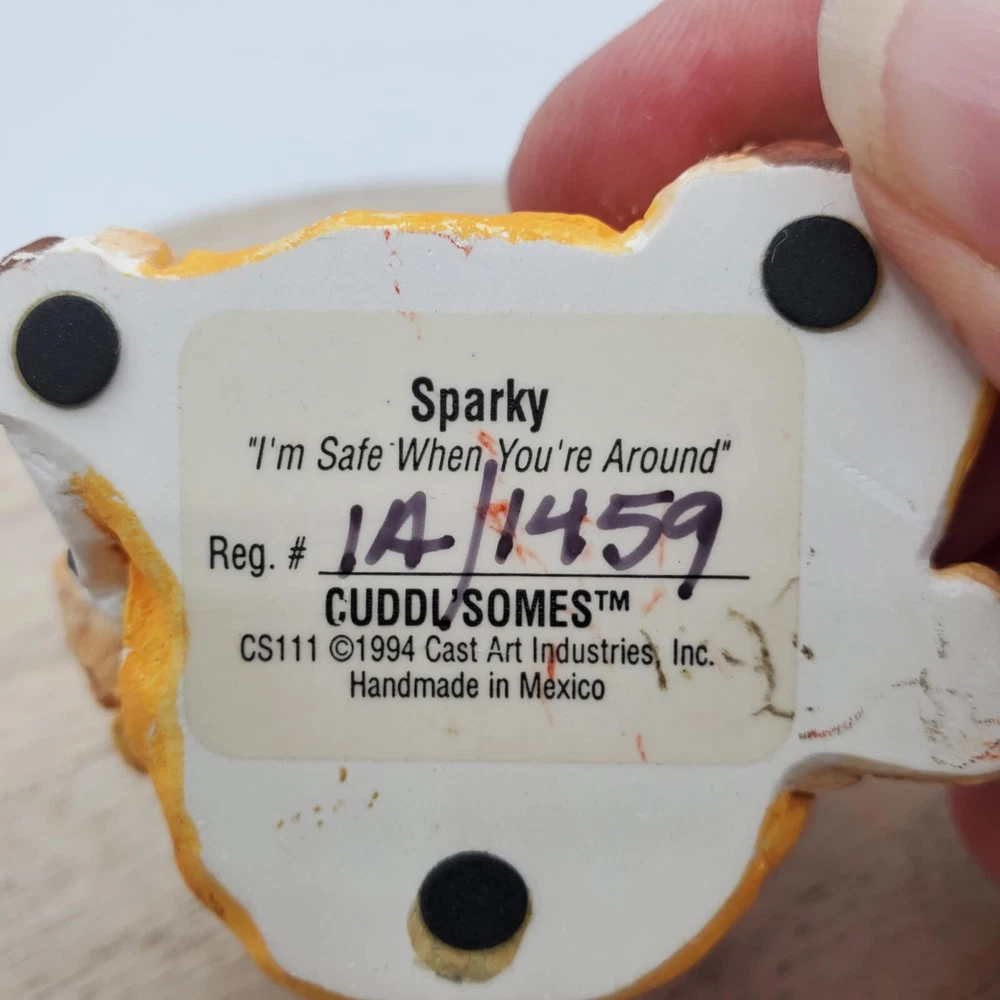 Sparky
"I'm Safe When You're Around"
Reg. # 1A/1459
CUDDL'SOMES™
CS111 ©1994 Cast Art Industries, Inc.
Handmade in Mexico